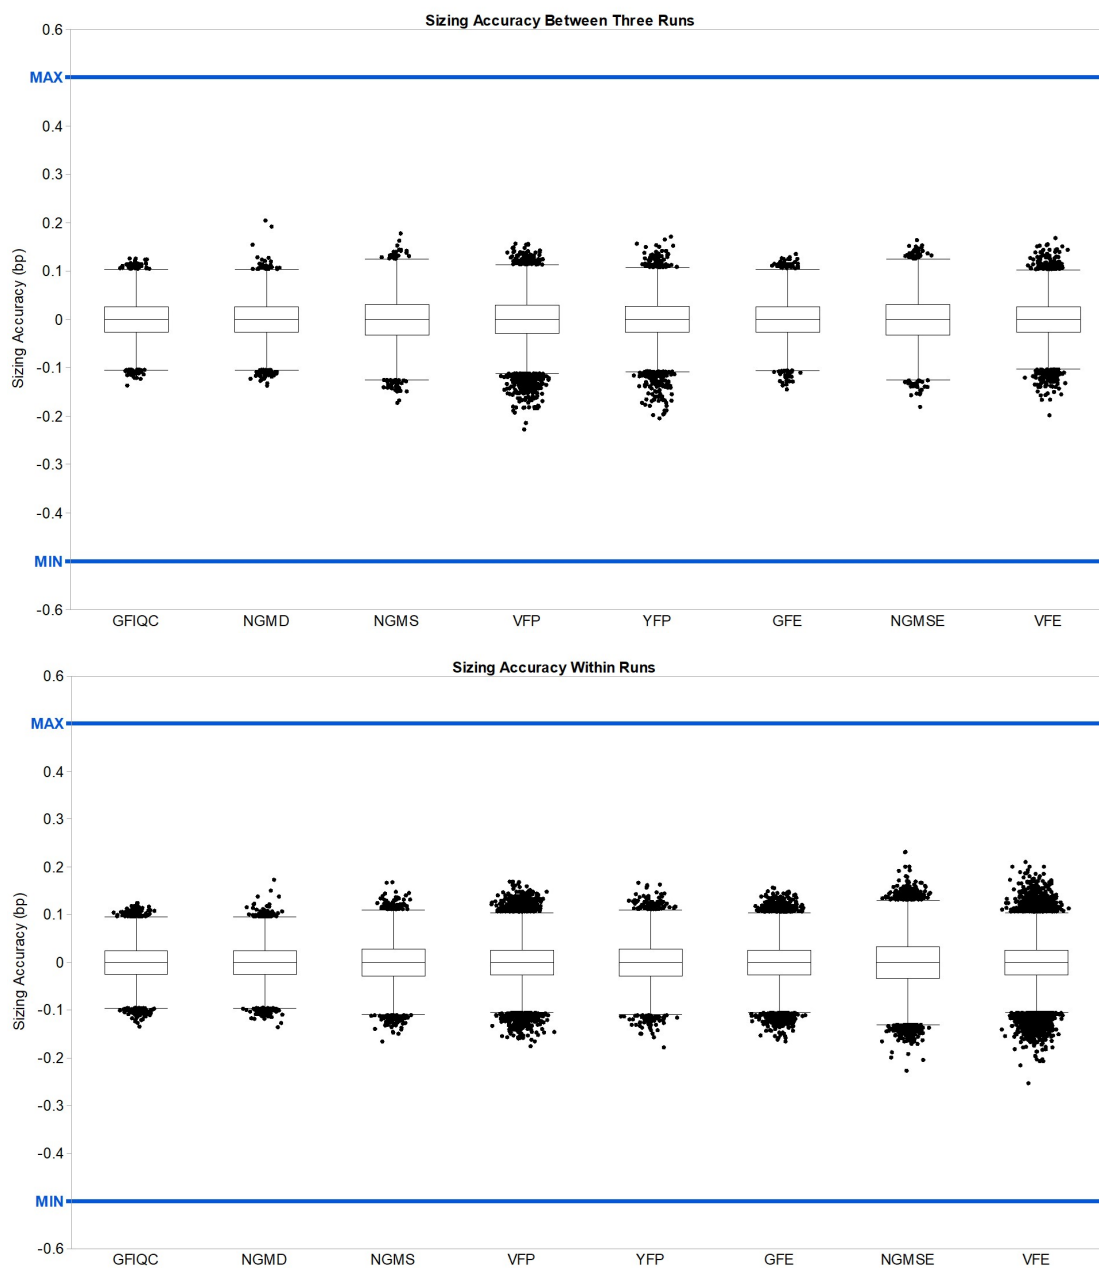 Sizing Accuracy Between Three Runs
0.6
MAX
0.4
0.3
0.2
0.1
0
-0.1
-0.2
-0.3
-0.4
MIN
-0.6
Sizing Accuracy (bp)
GFIQC NGMD NGMS VFP YFP GFE NGMSE VFE
Sizing Accuracy Within Runs
0.6
MAX
0.4
0.3
0.2
0.1
0
-0.1
-0.2
-0.3
-0.4
MIN
-0.6
Sizing Accuracy (bp)
GFIQC NGMD NGMS VFP YFP GFE NGMSE VFE